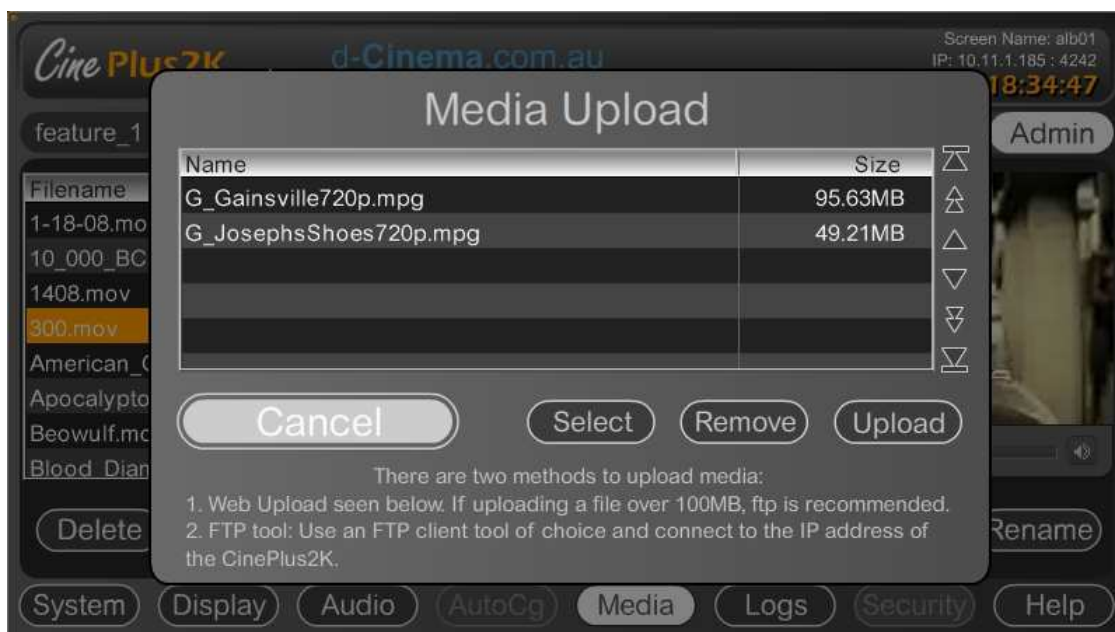 Cine Plus2K
d-Cinema.com.au
Screen Name: alb01
IP: 10.11.1.185 : 4242
18:34:47
feature_1
Admin
Media Upload
Name Size
G_Gainsville720p.mpg 95.63MB
G_JosephsShoes720p.mpg 49.21MB
Filename
1-18-08.mo
10_000_BC
1408.mov
300.mov
American_
Apocalypto
Beowulf.mo
Blood_Dian
Cancel Select Remove Upload
There are two methods to upload media:
1. Web Upload seen below. If uploading a file over 100MB, ftp is recommended.
2. FTP tool: Use an FTP client tool of choice and connect to the IP address of
the CinePlus2K.
Delete
Rename
System Display Audio AutoCg Media Logs Security Help